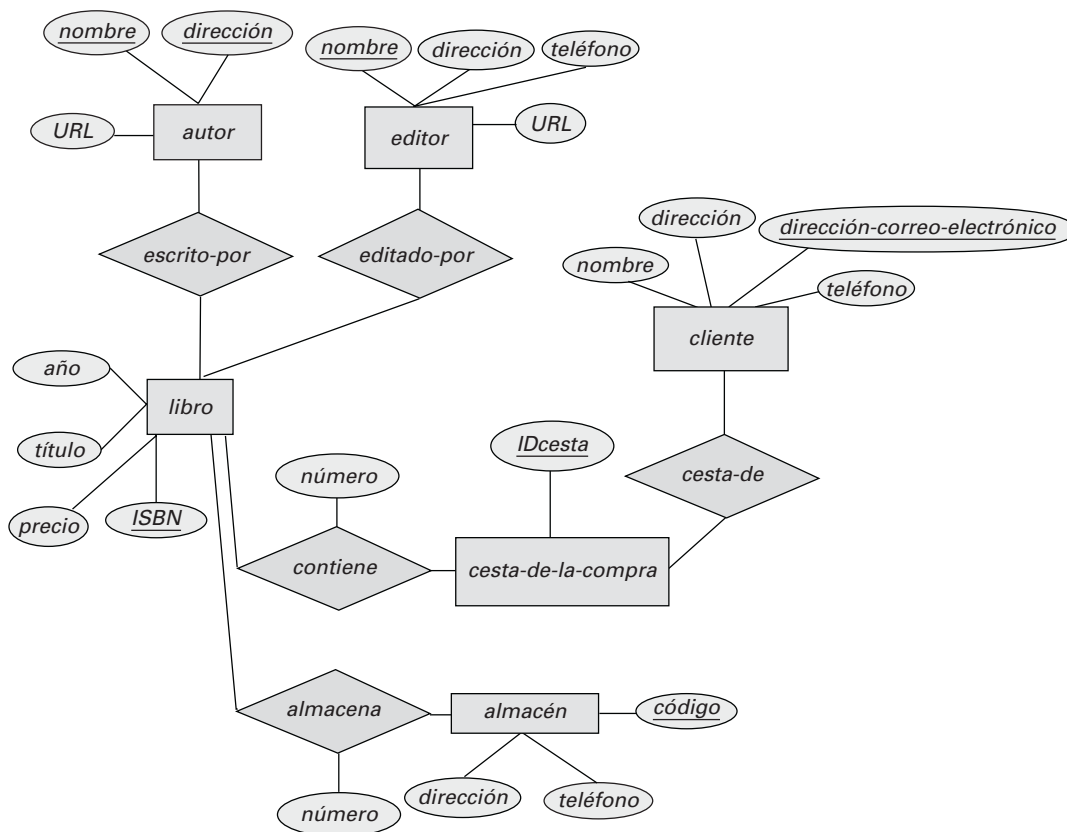 nombre
dirección
nombre
dirección
teléfono
URL
autor
editor
URL
escrito-por
editado-por
dirección
dirección-correo-electrónico
nombre
teléfono
cliente
año
libro
título
precio
ISBN
número
IDcesta
cesta-de
contiene
cesta-de-la-compra
almacena
almacén
código
número
dirección
teléfono